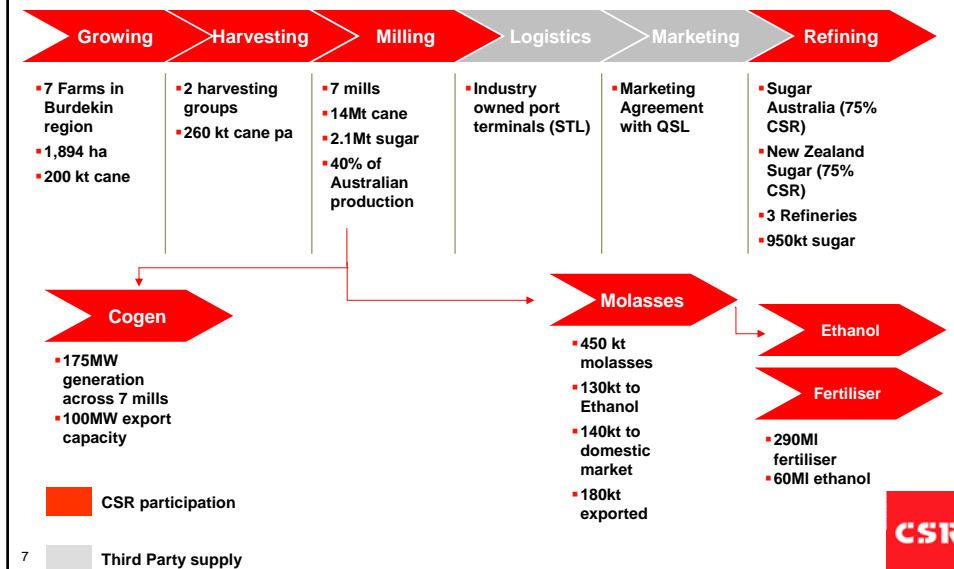 Growing
Harvesting
Milling
Logistics
Marketing
Refining
▪7 Farms in
Burdekin
region
▪1,894 ha
▪200 kt cane
▪2 harvesting
groups
▪260 kt cane pa
▪7 mills
▪14Mt cane
▪2.1Mt sugar
▪40% of
Australian
production
▪Industry
owned port
terminals (STL)
▪Marketing
Agreement
with QSL
▪Sugar
Australia (75%
CSR)
▪New Zealand
Sugar (75%
CSR)
▪3 Refineries
▪950kt sugar
Cogen
▪175MW
generation
across 7 mills
▪100MW export
capacity
Molasses
▪450 kt
molasses
▪130kt to
Ethanol
▪140kt to
domestic
market
▪180kt
exported
Ethanol
Fertiliser
▪290Ml
fertiliser
▪60Ml ethanol
CSR participation
Third Party supply
7
CSR